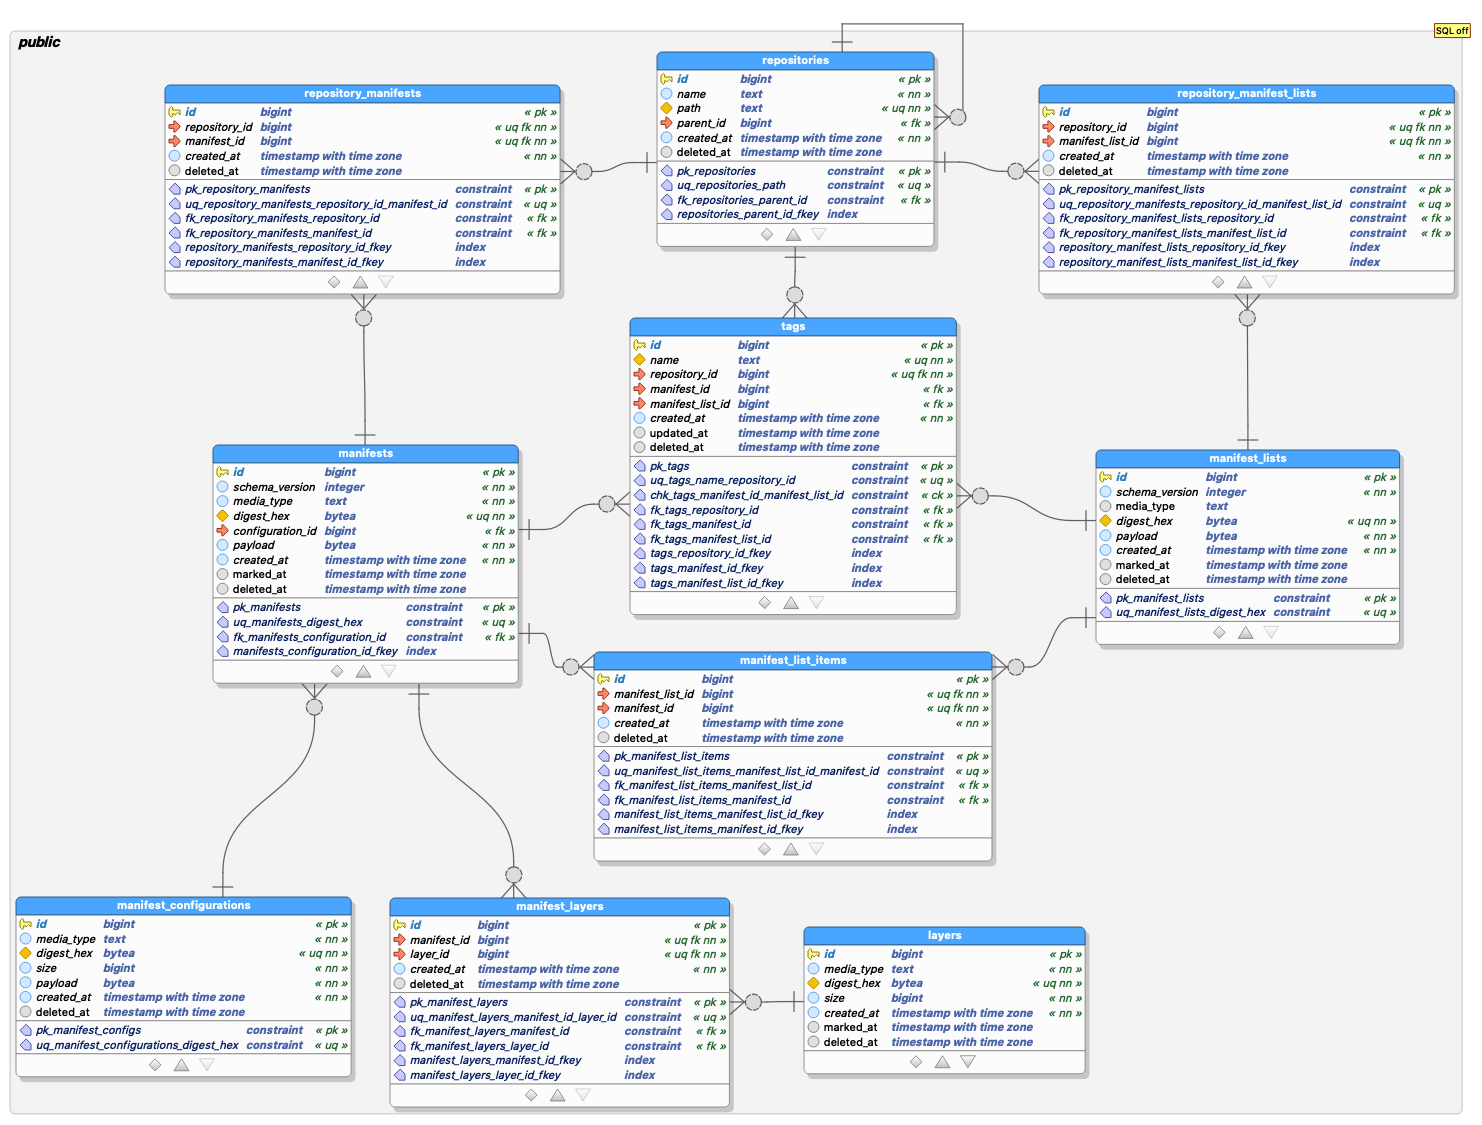 public
SQL off
repositories
id bigint « pk »
name text « nn »
path text « uq nn »
parent_id bigint « fk »
created_at timestamp with time zone « nn »
deleted_at timestamp with time zone
pk_repositories constraint « pk »
uq_repositories_path constraint « uq »
fk_repositories_parent_id constraint « fk »
repositories_parent_id_fkey index
repository_manifests
id bigint « pk »
repository_id bigint « uq fk nn »
manifest_id bigint « uq fk nn »
created_at timestamp with time zone « nn »
deleted_at timestamp with time zone
pk_repository_manifests constraint « pk »
uq_repository_manifests_repository_id_manifest_id constraint « uq »
fk_repository_manifests_repository_id constraint « fk »
fk_repository_manifests_manifest_id constraint « fk »
repository_manifests_repository_id_fkey index
repository_manifests_manifest_id_fkey index
repository_manifest_lists
id bigint « pk »
repository_id bigint « uq fk nn »
manifest_list_id bigint « uq fk nn »
created_at timestamp with time zone « nn »
deleted_at timestamp with time zone
pk_repository_manifest_lists constraint « pk »
uq_repository_manifests_repository_id_manifest_list_id constraint « uq »
fk_repository_manifest_lists_repository_id constraint « fk »
fk_repository_manifest_lists_manifest_list_id constraint « fk »
repository_manifest_lists_repository_id_fkey index
repository_manifest_lists_manifest_list_id_fkey index
tags
id bigint « pk »
name text « uq nn »
repository_id bigint « uq fk nn »
manifest_id bigint « fk »
manifest_list_id bigint « fk »
created_at timestamp with time zone « nn »
updated_at timestamp with time zone
deleted_at timestamp with time zone
pk_tags constraint « pk »
uq_tags_name_repository_id constraint « uq »
chk_tags_manifest_id_manifest_list_id constraint « ck »
fk_tags_repository_id constraint « fk »
fk_tags_manifest_id constraint « fk »
fk_tags_manifest_list_id constraint « fk »
tags_repository_id_fkey index
tags_manifest_id_fkey index
tags_manifest_list_id_fkey index
manifests
id bigint « pk »
schema_version integer « nn »
media_type text « nn »
digest_hex bytea « uq nn »
configuration_id bigint « fk »
payload bytea « nn »
created_at timestamp with time zone « nn »
marked_at timestamp with time zone
deleted_at timestamp with time zone
pk_manifests constraint « pk »
uq_manifests_digest_hex constraint « uq »
fk_manifests_configuration_id constraint « fk »
manifests_configuration_id_fkey index
manifest_lists
id bigint « pk »
schema_version integer « nn »
media_type text
digest_hex bytea « uq nn »
payload bytea « nn »
created_at timestamp with time zone « nn »
marked_at timestamp with time zone
deleted_at timestamp with time zone
pk_manifest_lists constraint « pk »
uq_manifest_lists_digest_hex constraint « uq »
manifest_list_items
id bigint « pk »
manifest_list_id bigint « uq fk nn »
manifest_id bigint « uq fk nn »
created_at timestamp with time zone « nn »
deleted_at timestamp with time zone
pk_manifest_list_items constraint « pk »
uq_manifest_list_items_manifest_list_id_manifest_id constraint « uq »
fk_manifest_list_items_manifest_list_id constraint « fk »
fk_manifest_list_items_manifest_id constraint « fk »
manifest_list_items_manifest_list_id_fkey index
manifest_list_items_manifest_id_fkey index
manifest_configurations
id bigint « pk »
media_type text « nn »
digest_hex bytea « uq nn »
size bigint « nn »
payload bytea « nn »
created_at timestamp with time zone « nn »
deleted_at timestamp with time zone
pk_manifest_configs constraint « pk »
uq_manifest_configurations_digest_hex constraint « uq »
manifest_layers
id bigint « pk »
manifest_id bigint « uq fk nn »
layer_id bigint « uq fk nn »
created_at timestamp with time zone « nn »
deleted_at timestamp with time zone
pk_manifest_layers constraint « pk »
uq_manifest_layers_manifest_id_layer_id constraint « uq »
fk_manifest_layers_manifest_id constraint « fk »
fk_manifest_layers_layer_id constraint « fk »
manifest_layers_manifest_id_fkey index
manifest_layers_layer_id_fkey index
layers
id bigint « pk »
media_type text « nn »
digest_hex bytea « uq nn »
size bigint « nn »
created_at timestamp with time zone « nn »
marked_at timestamp with time zone
deleted_at timestamp with time zone